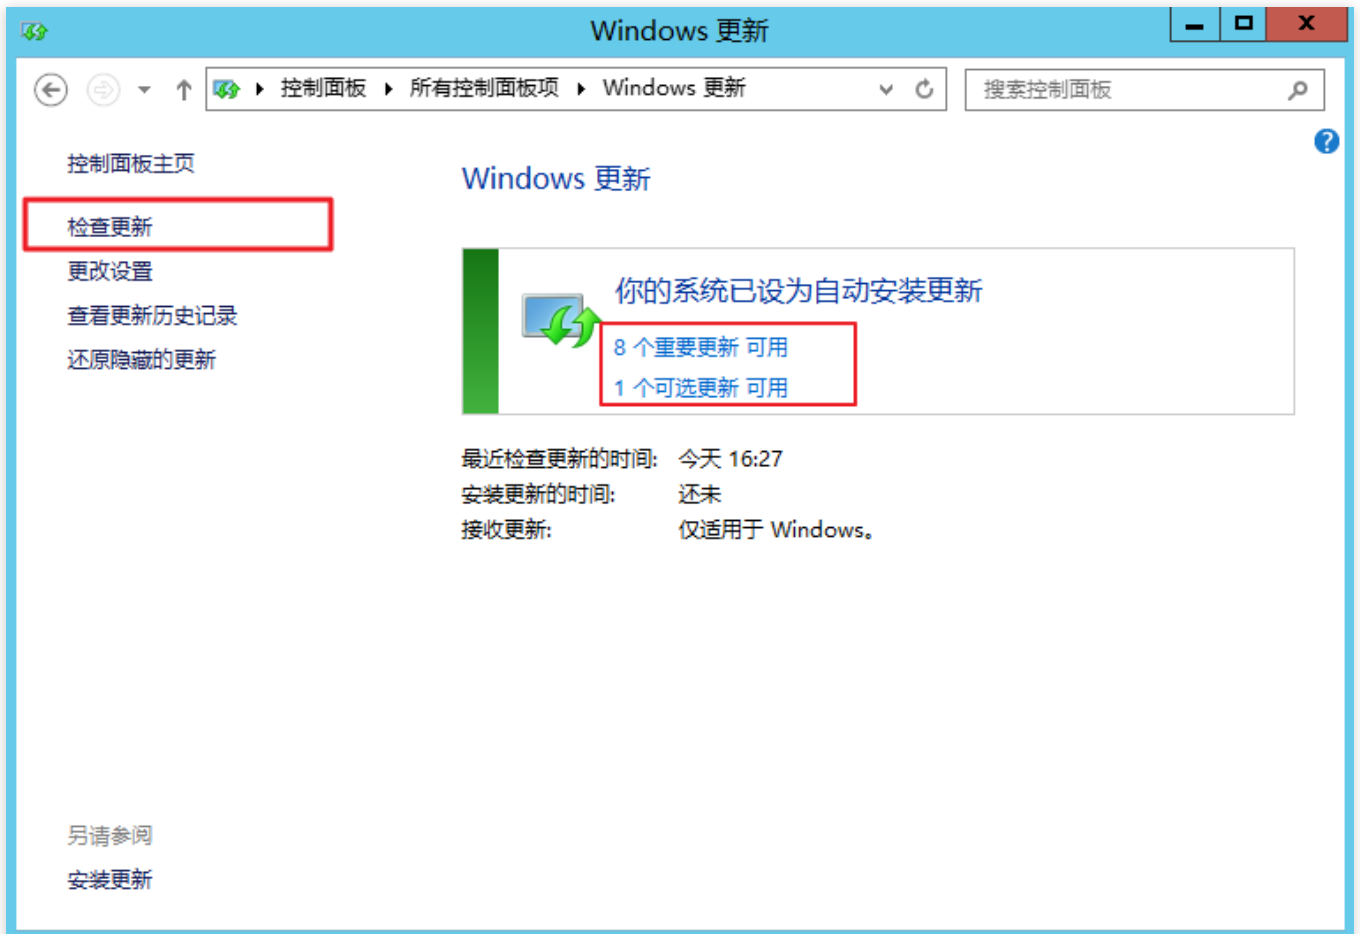 Windows 更新
控制面板 所有控制面板项 Windows 更新
搜索控制面板
控制面板主页
检查更新
更改设置
查看更新历史记录
还原隐藏的更新
Windows 更新
你的系统已设为自动安装更新
8 个重要更新 可用
1 个可选更新 可用
最近检查更新的时间: 今天 16:27
安装更新的时间: 还未
接收更新: 仅适用于 Windows。
另请参阅
安装更新